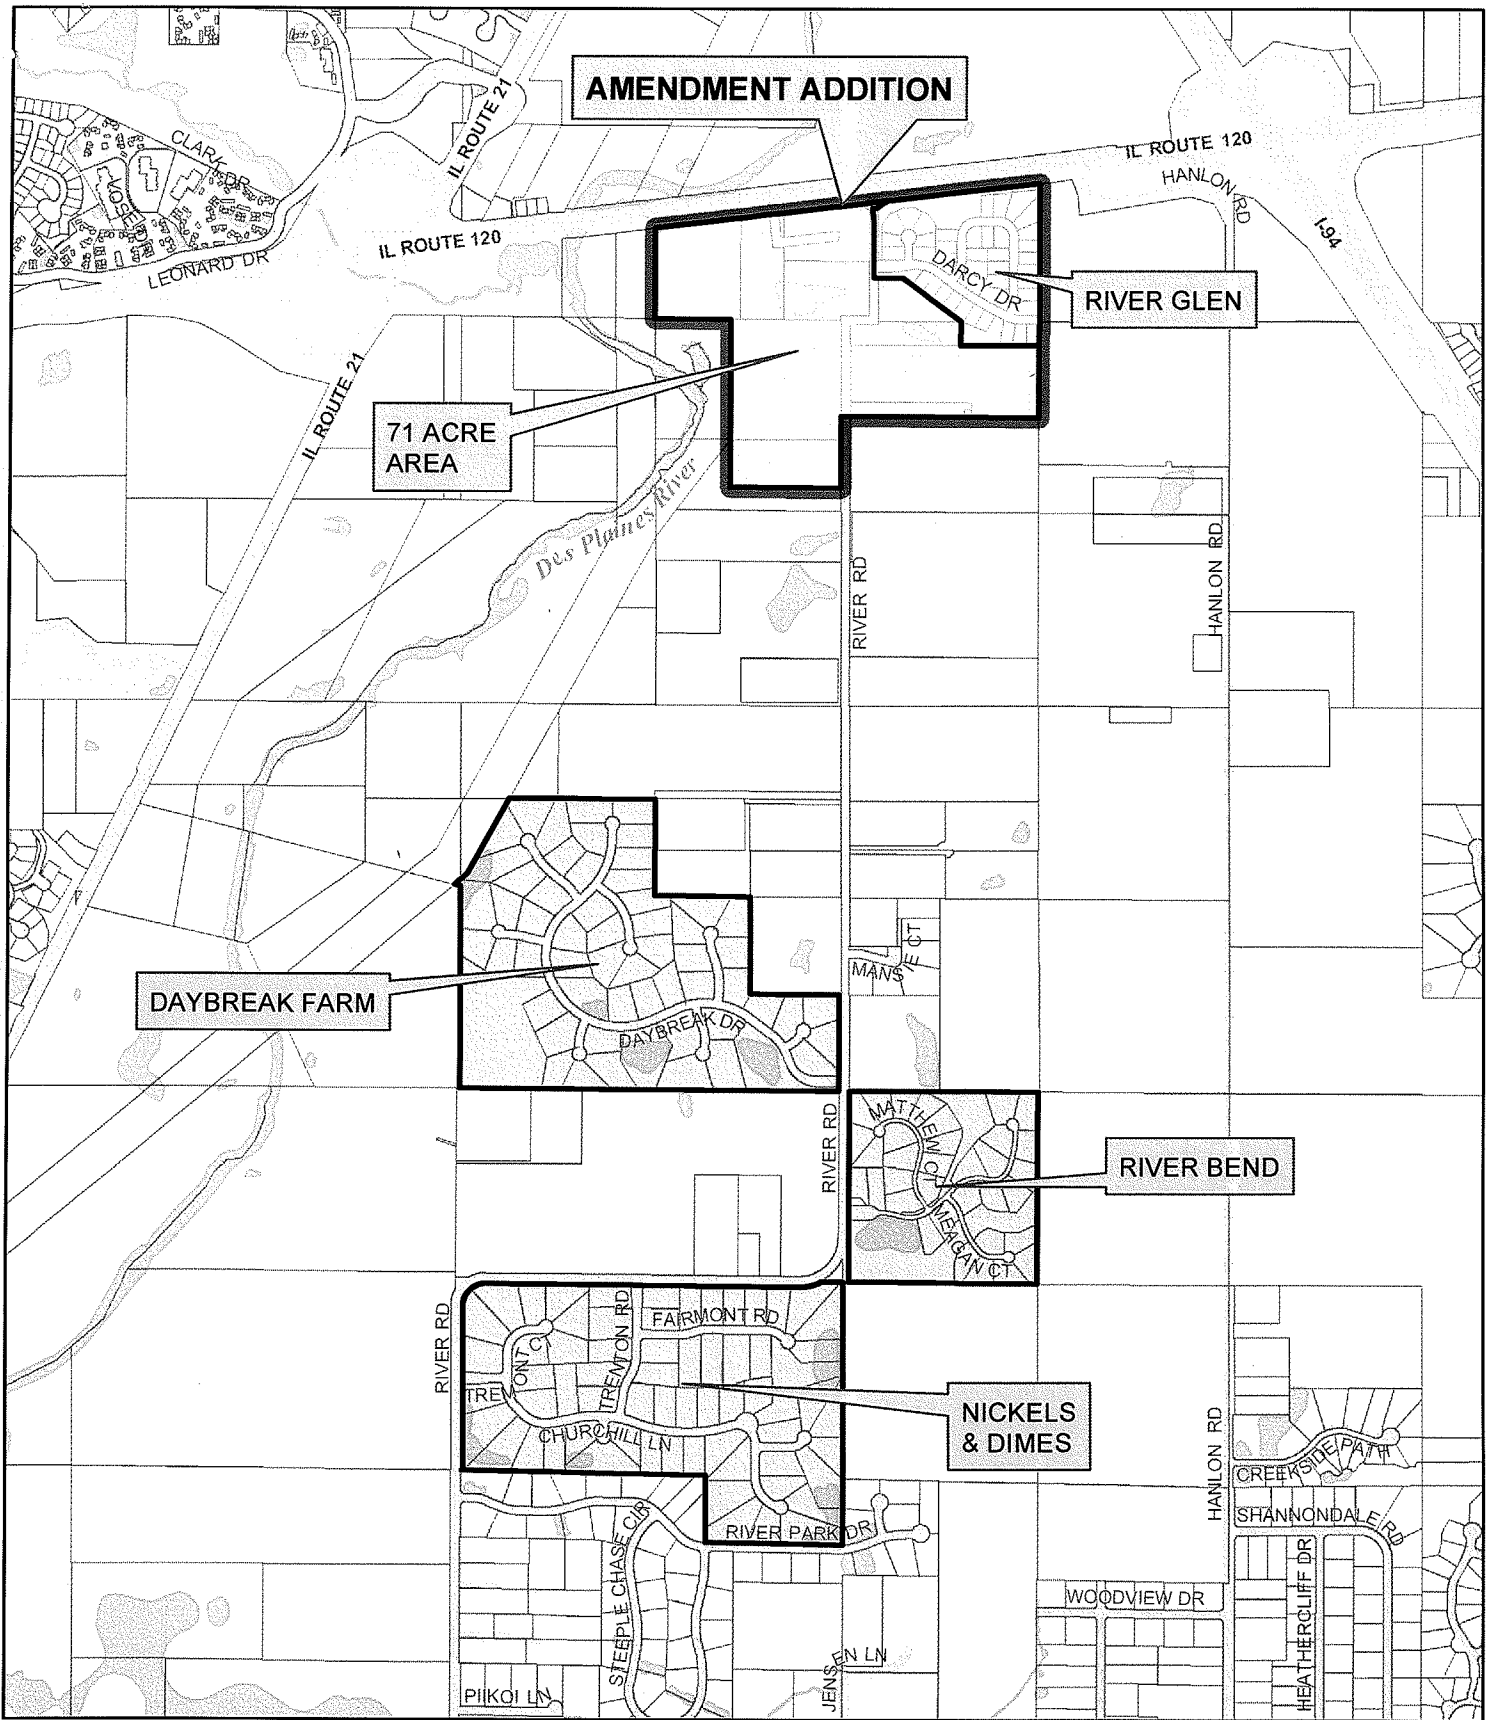 AMENDMENT ADDITION
IL ROUTE 21
CLARK DR
LEONARD DR
IL ROUTE 120
IL ROUTE 120
HANLON RD
I-94
DARCY DR
RIVER GLEN
71 ACRE
AREA
IL ROUTE 21
Des Plaines River
RIVER RD
HANLON RD
MANSIE CT
DAYBREAK FARM
DAYBREAK DR
RIVER RD
MATTHEW CT
RIVER BEND
MEAGAN CT
RIVER RD
TREMONT CT
TREMTON RD
FAIRMONT RD
CHURCHILL LN
NICKELS
& DIMES
HANLON RD
CREEKSIDE PATH
SHANNONDALE RD
RIVER PARK DR
STEEPLE CHASE CIR
WOODVIEW DR
HEATHERCLIFF DR
JENSEN LN
PIIKOI LN